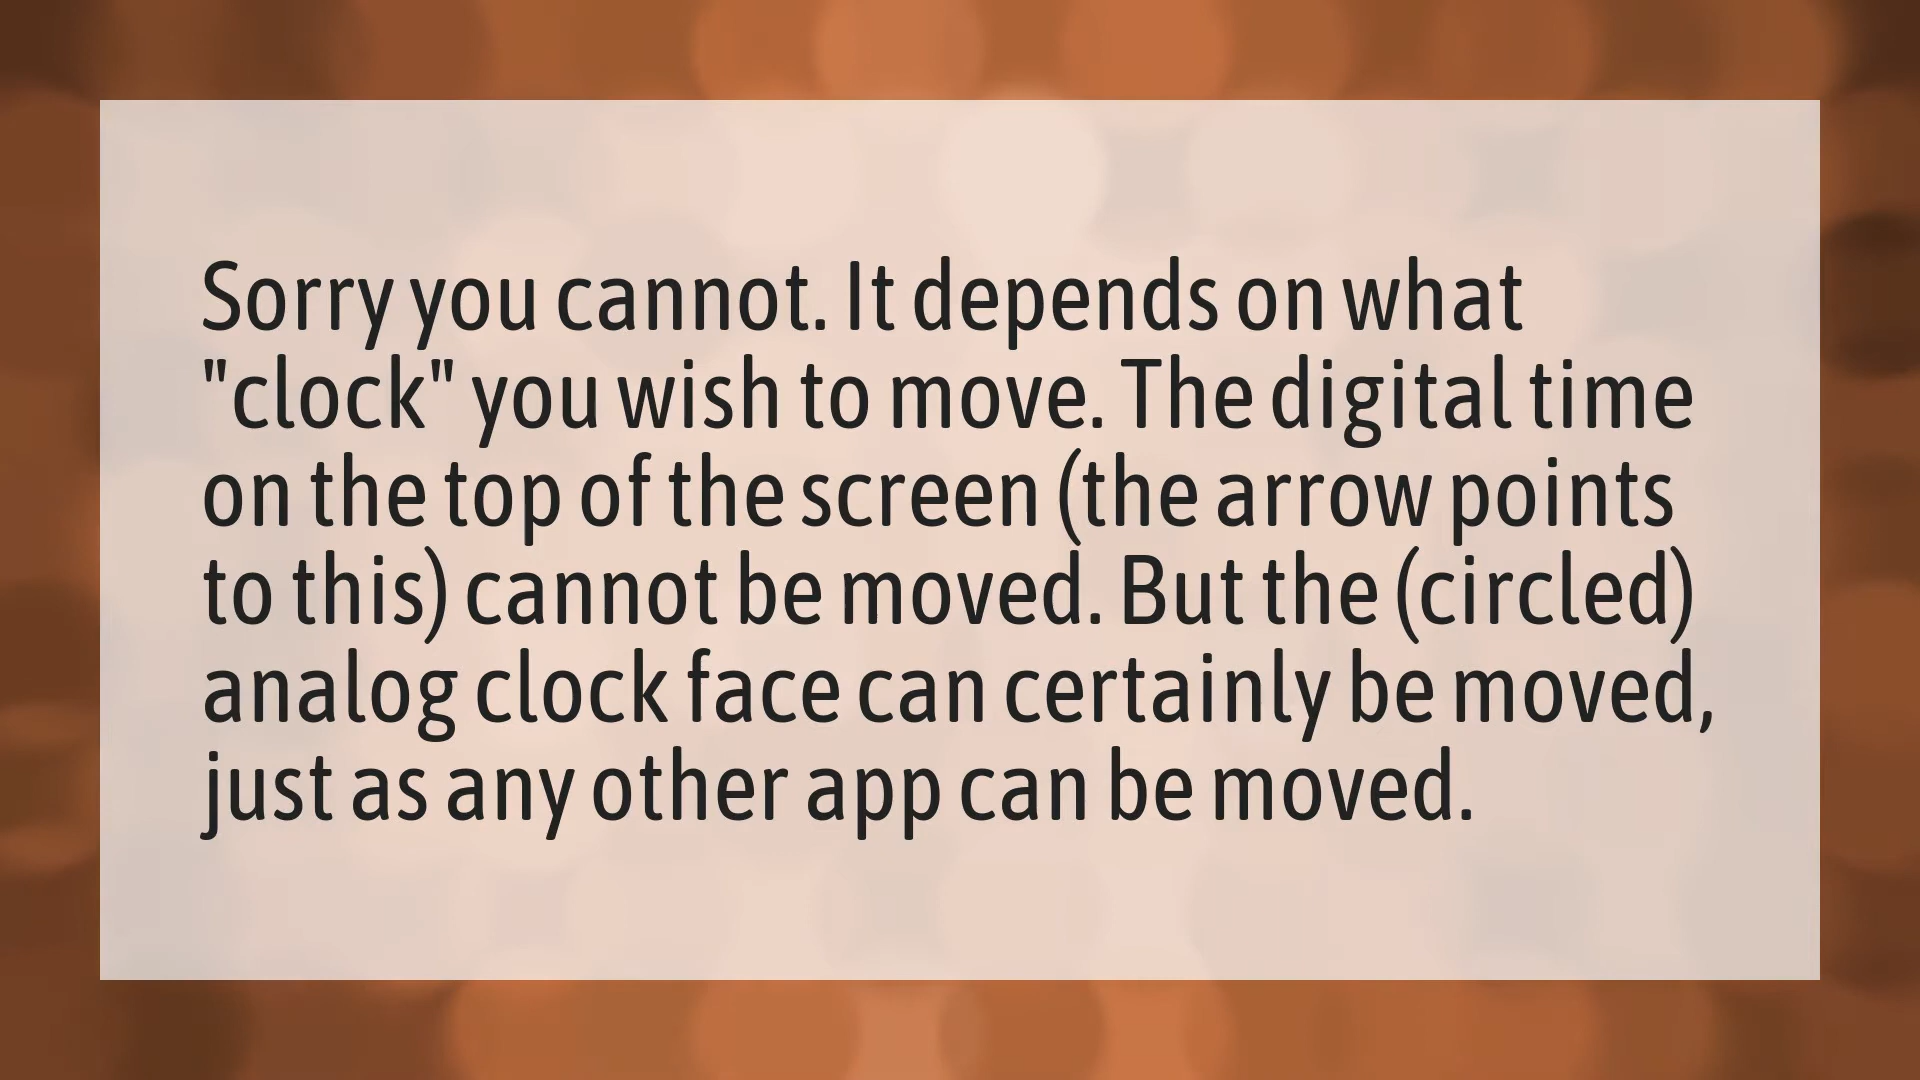 Sorry you cannot. It depends on what
"clock" you wish to move. The digital time
on the top of the screen (the arrow points
to this) cannot be moved. But the (circled)
analog clock face can certainly be moved,
just as any other app can be moved.